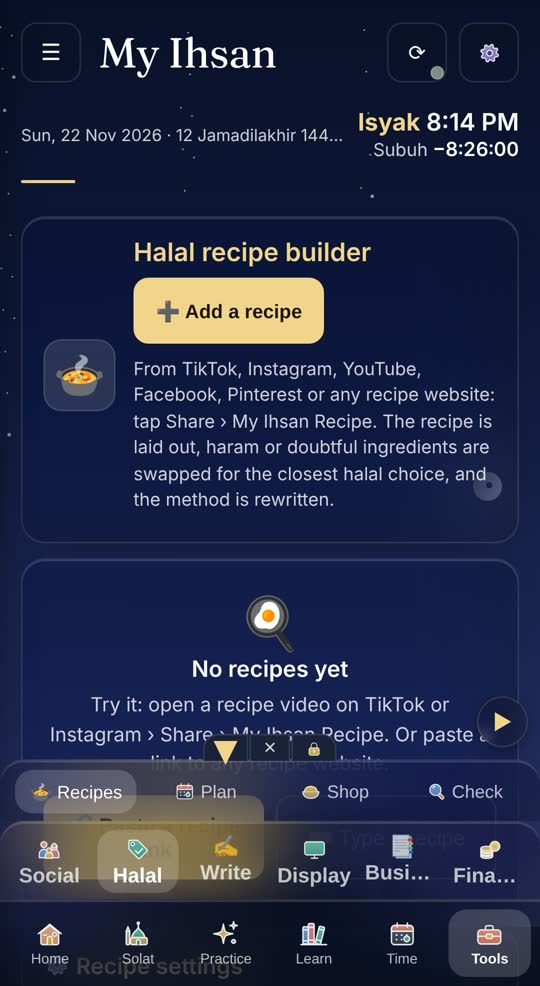 My Ihsan
Isyak 8:14 PM
Sun, 22 Nov 2026 · 12 Jamadilakhir 144...
Subuh −8:26:00
Halal recipe builder
Add a recipe
From TikTok, Instagram, YouTube,
Facebook, Pinterest or any recipe website:
tap Share › My Ihsan Recipe. The recipe is
laid out, haram or doubtful ingredients are
swapped for the closest halal choice, and
the method is rewritten.
No recipes yet
Try it: open a recipe video on TikTok or
Instagram › Share › My Ihsan Recipe. Or paste a
link to any recipe website.
Recipes Plan Shop Check
Type a recipe
Social Halal Write Display Busi... Fina...
Home Solat Practice Learn Time Tools
Recipe settings